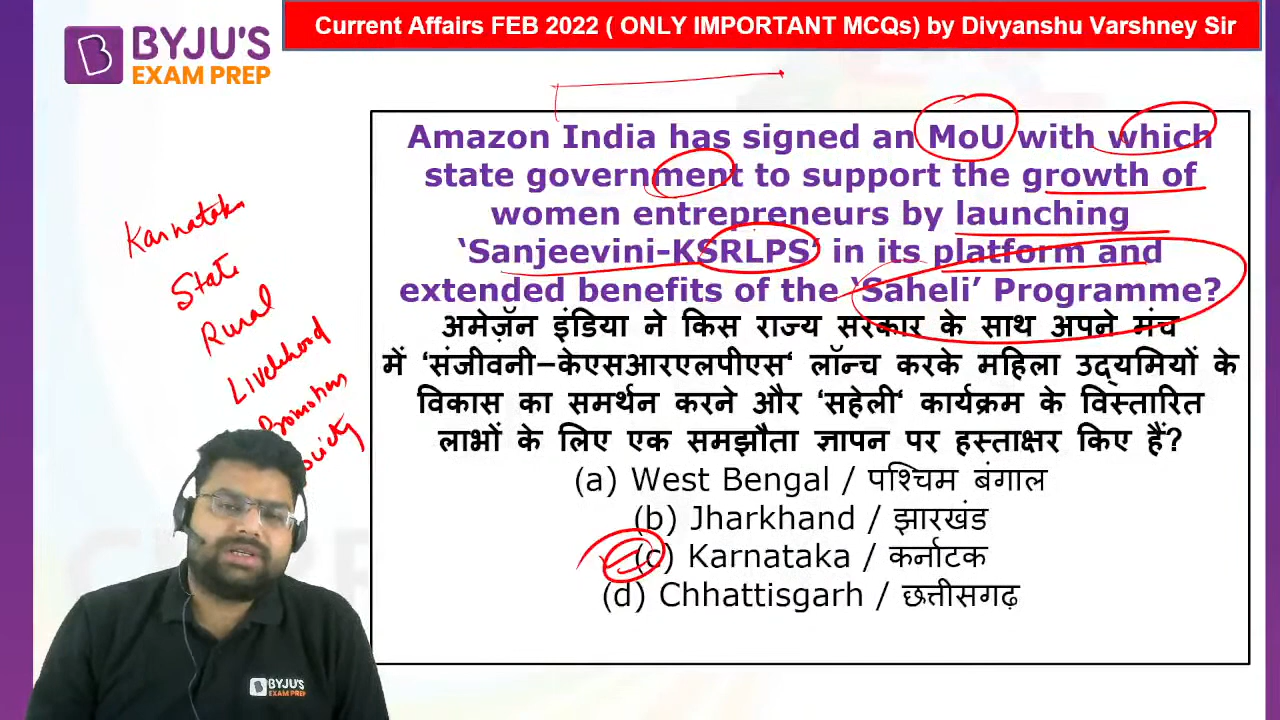 Current Affairs FEB 2022 ( ONLY IMPORTANT MCQs) by Divyanshu Varshney Sir
BYJU'S
EXAM PREP
Amazon India has signed an MoU with which
state government to support the growth of
women entrepreneurs by launching
‘Sanjeevini-KSRLPS’ in its platform and
extended benefits of the ‘Saheli’ Programme?
अमेज़ॅन इंडिया ने किस राज्य सरकार के साथ अपने मंच
में ‘संजीवनी–केएसआरएलपीएस‘ लॉन्च करके महिला उद्यमियों के
विकास का समर्थन करने और ‘सहेली‘ कार्यक्रम के विस्तारित
लाभों के लिए एक समझौता ज्ञापन पर हस्ताक्षर किए हैं?
(a) West Bengal / पश्चिम बंगाल
(b) Jharkhand / झारखंड
(c) Karnataka / कर्नाटक
(d) Chhattisgarh / छत्तीसगढ़
Karnataka
State
Rural
Livelihood
Promotion
BYJU'S
EXAM PREP